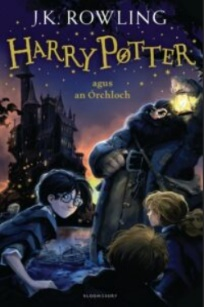 J.K. ROWLING
HARRY POTTER
agus
an Órchloch
BLOOMSBURY